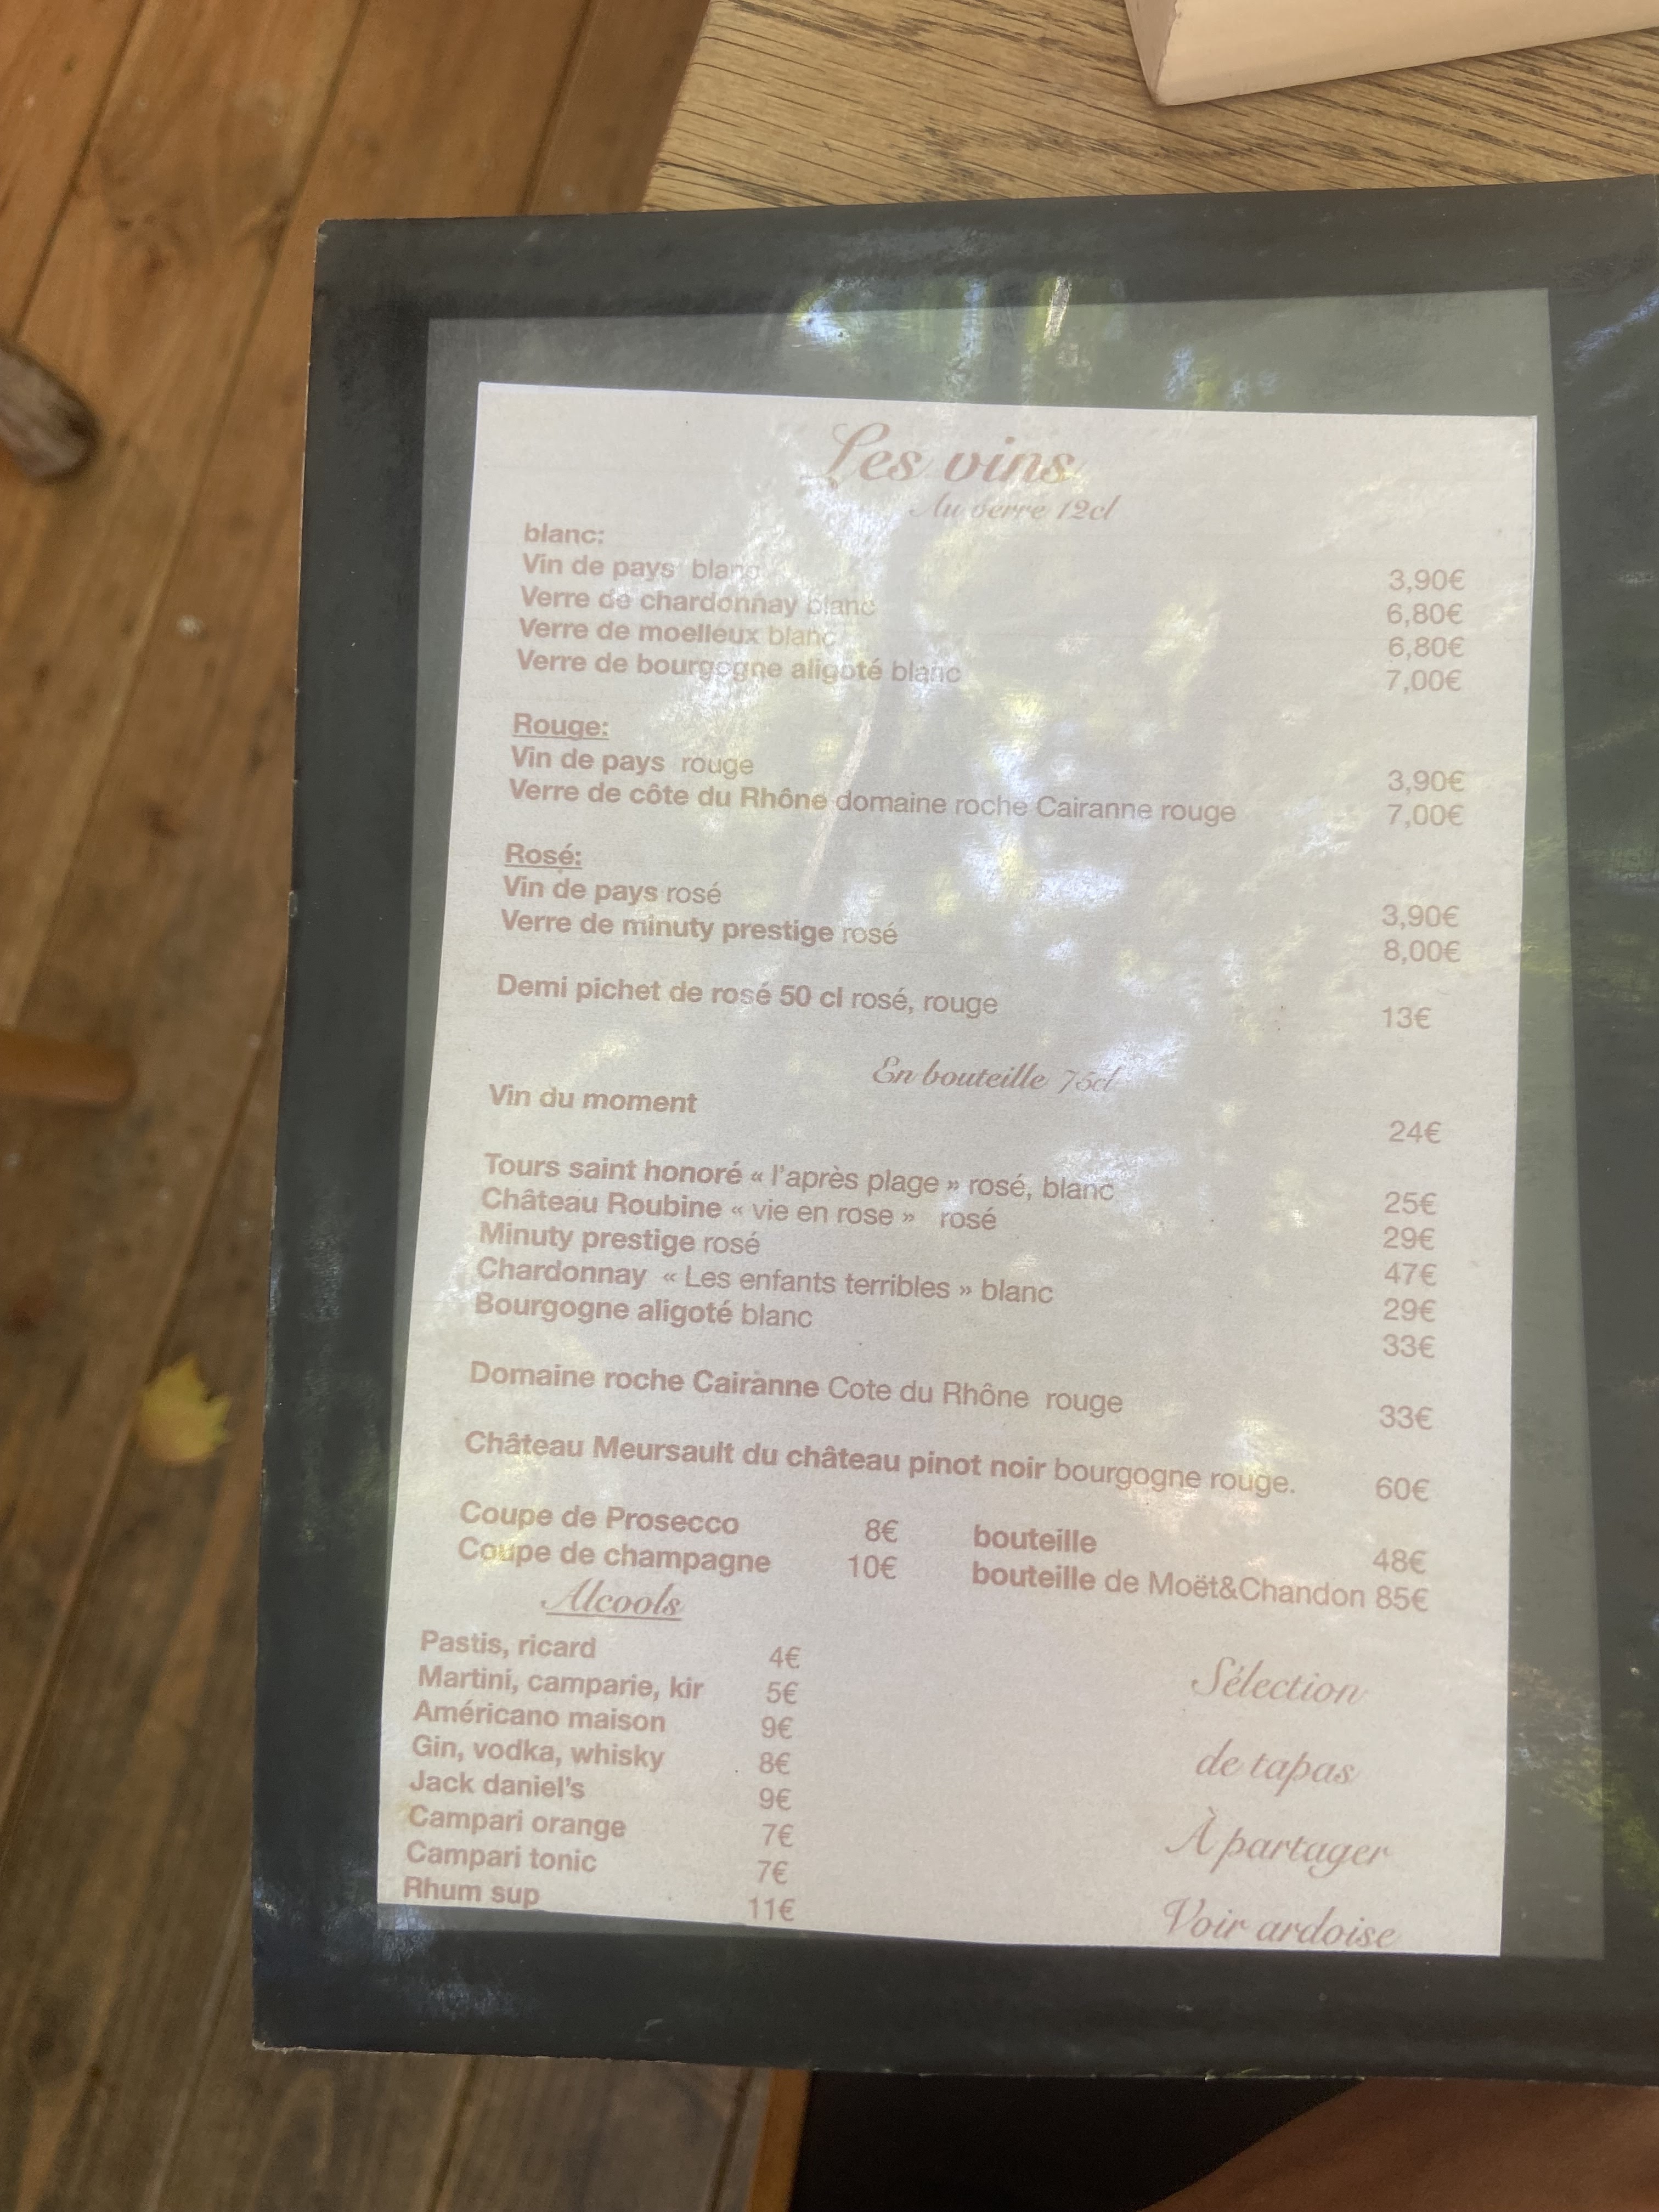 Les vins
Au verre 12cl
blanc:
Vin de pays blanc 3,90€
Verre de chardonnay blanc 6,80€
Verre de moelleux blanc 6,80€
Verre de bourgogne aligoté blanc 7,00€
Rouge:
Vin de pays rouge 3,90€
Verre de côte du Rhône domaine roche Cairanne rouge 7,00€
Rosé:
Vin de pays rosé 3,90€
Verre de minuty prestige rosé 8,00€
Demi pichet de rosé 50 cl rosé, rouge 13€
En bouteille 75cl
Vin du moment 24€
Tours saint honoré « l'après plage » rosé, blanc 25€
Château Roubine « vie en rose » rosé 29€
Minuty prestige rosé 47€
Chardonnay « Les enfants terribles » blanc 29€
Bourgogne aligoté blanc 33€
Domaine roche Cairanne Cote du Rhône rouge 33€
Château Meursault du château pinot noir bourgogne rouge. 60€
Coupe de Prosecco 8€ bouteille 48€
Coupe de champagne 10€ bouteille de Moët&Chandon 85€
Alcools
Pastis, ricard 4€
Martini, camparie, kir 5€
Américano maison 9€
Gin, vodka, whisky 8€
Jack daniel's 9€
Campari orange 7€
Campari tonic 7€
Rhum sup 11€
Sélection
de tapas
À partager
Voir ardoise